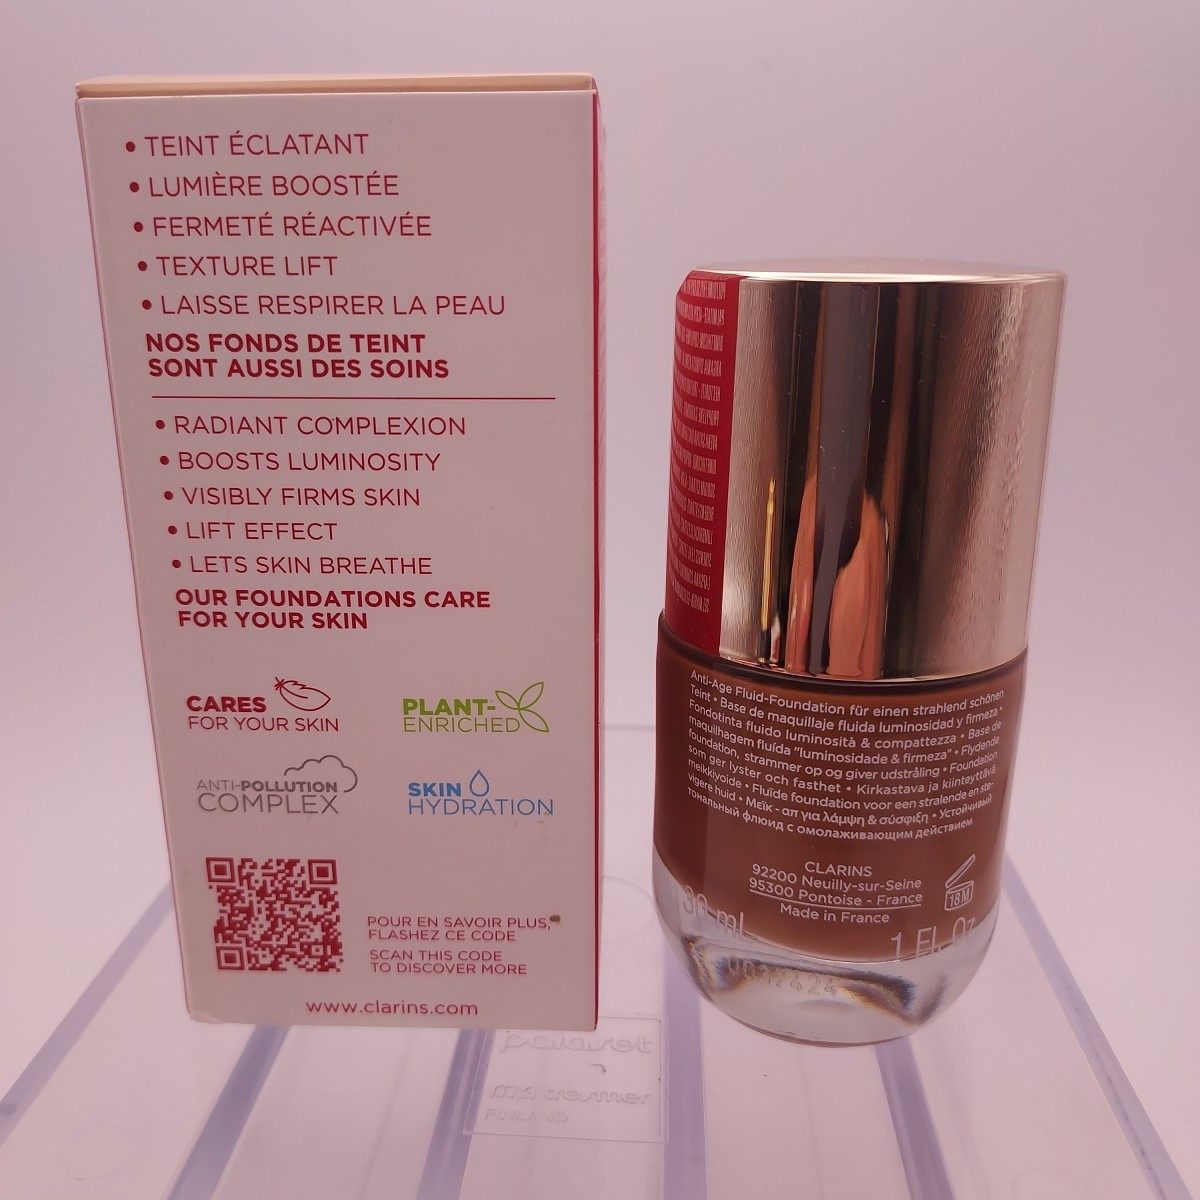 • TEINT ÉCLATANT
• LUMIÈRE BOOSTÉE
• FERMETÉ RÉACTIVÉE
• TEXTURE LIFT
• LAISSE RESPIRER LA PEAU
NOS FONDS DE TEINT
SONT AUSSI DES SOINS
• RADIANT COMPLEXION
• BOOSTS LUMINOSITY
• VISIBLY FIRMS SKIN
• LIFT EFFECT
• LETS SKIN BREATHE
OUR FOUNDATIONS CARE
FOR YOUR SKIN
CARES
FOR YOUR SKIN
PLANT-
ENRICHED
ANTI-POLLUTION
COMPLEX
SKIN
HYDRATION
POUR EN SAVOIR PLUS,
FLASHEZ CE CODE
SCAN THIS CODE
TO DISCOVER MORE
www.clarins.com
Anti-Age Fluid-Foundation für einen strahlend schönen
Teint • Base de maquillaje fluida luminosidad y firmeza •
Fondotinta fluido luminosità & compattezza • Base de
maquilhagem fluída "luminosidade & firmeza" • Flydende
foundation, strammer op og giver udstråling • Foundation
som ger lyster och fasthet • Kirkastava ja kiinteyttävä
meikkivoide • Fluïde foundation voor een stralende en ste-
vigere huid • Μεϊκ - απ για λάμψη & σύσφιξη • Устойчивый
тональный флюид с омолаживающим действием
CLARINS
92200 Neuilly-sur-Seine
95300 Pontoise - France
Made in France
18M
30 ml
1 Fl. Oz.
FINLAND